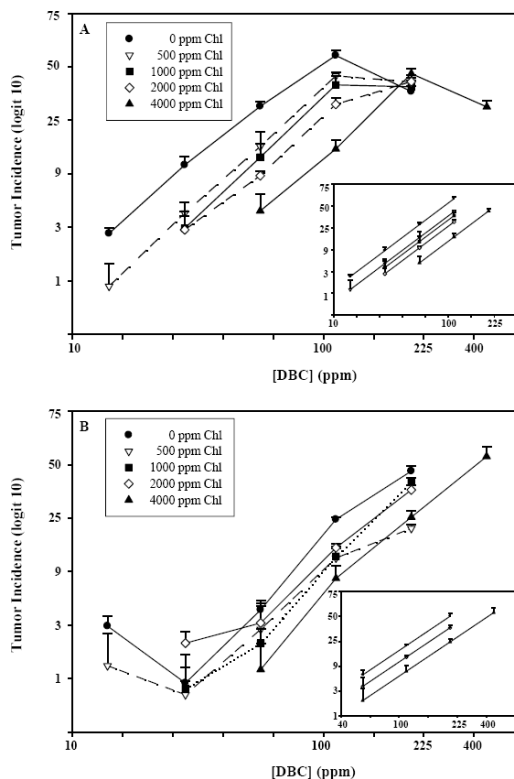 75
A
0 ppm Chl
500 ppm Chl
1000 ppm Chl
2000 ppm Chl
4000 ppm Chl
50
25
9
3
1
Tumor Incidence (logit 10)
75
50
25
9
3
1
10
100
225
10
100
225
400
[DBC] (ppm)
75
B
0 ppm Chl
500 ppm Chl
1000 ppm Chl
2000 ppm Chl
4000 ppm Chl
50
25
9
3
1
Tumor Incidence (logit 10)
75
50
25
9
3
1
40
100
225
400
10
100
225
400
[DBC] (ppm)